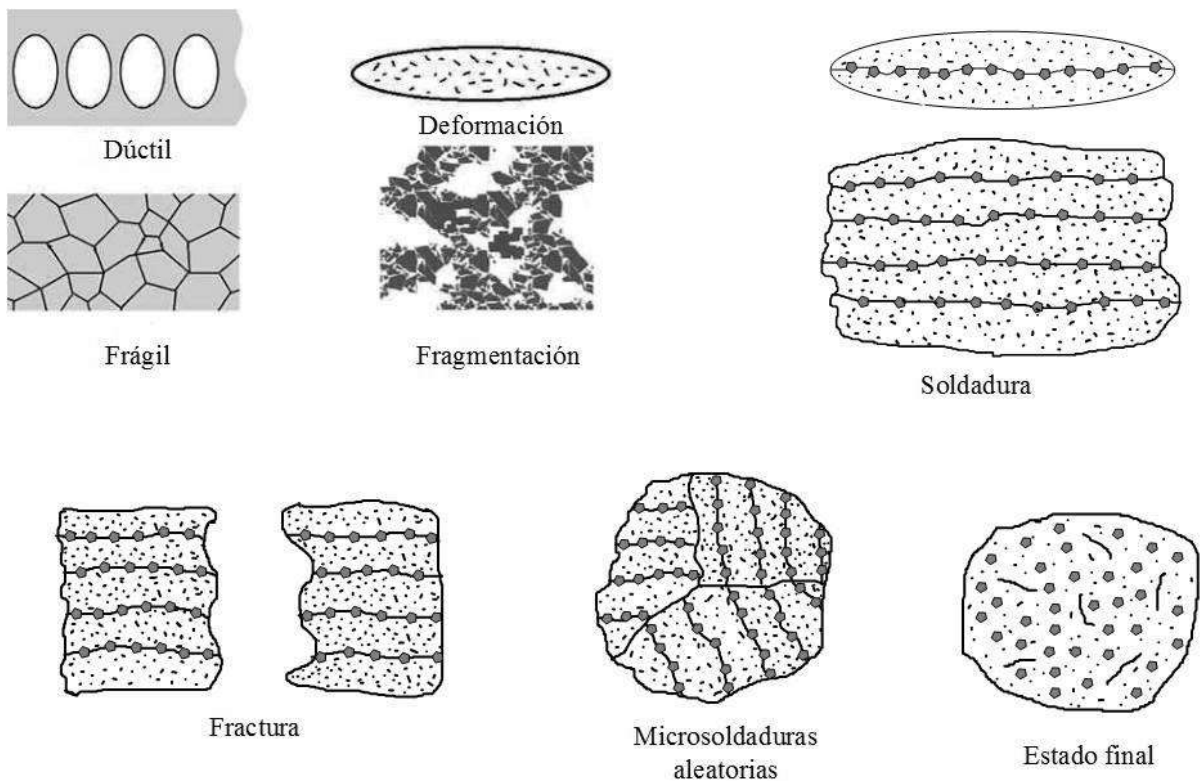 Dúctil
Deformación
Frágil
Fragmentación
Soldadura
Fractura
Microsoldaduras
aleatorias
Estado final